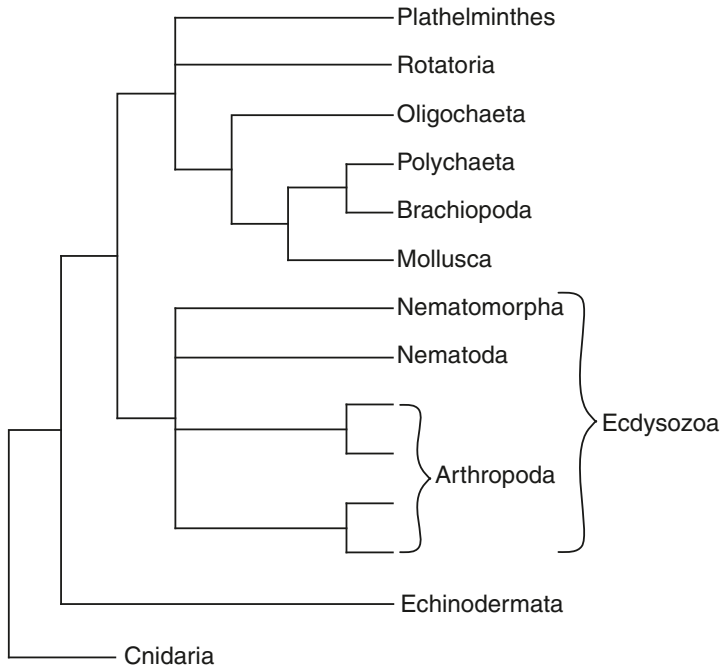 Plathelminthes
Rotatoria
Oligochaeta
Polychaeta
Brachiopoda
Mollusca
Nematomorpha
Nematoda
Ecdysozoa
Arthropoda
Echinodermata
Cnidaria